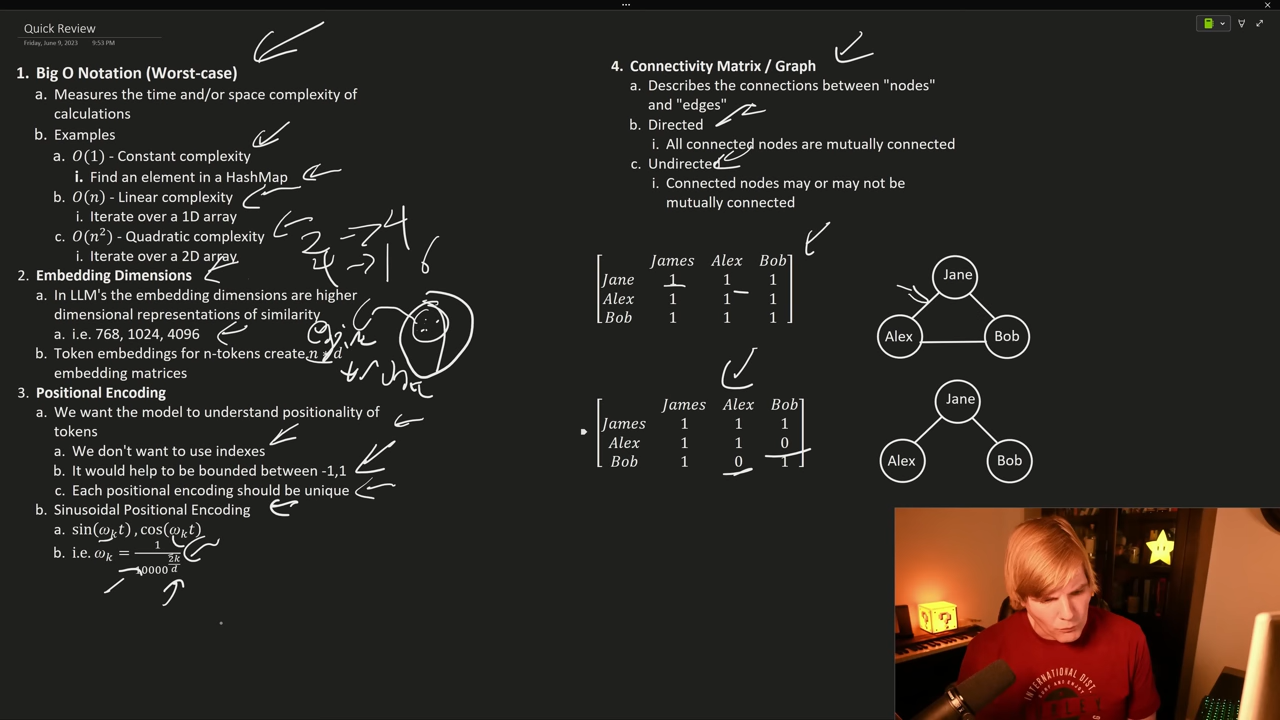 Quick Review
Friday, June 9, 2023 9:53 PM
1. Big O Notation (Worst-case)
a. Measures the time and/or space complexity of
calculations
b. Examples
a. O(1) - Constant complexity
i. Find an element in a HashMap
b. O(n) - Linear complexity
i. Iterate over a 1D array
c. O(n²) - Quadratic complexity
i. Iterate over a 2D array
2 → 4
4 → 16
2. Embedding Dimensions
a. In LLM's the embedding dimensions are higher
dimensional representations of similarity
a. i.e. 768, 1024, 4096
b. Token embeddings for n-tokens create n * d
embedding matrices
3. Positional Encoding
a. We want the model to understand positionality of
tokens
a. We don't want to use indexes
b. It would help to be bounded between -1,1
c. Each positional encoding should be unique
b. Sinusoidal Positional Encoding
a. sin(ωₖt), cos(ωₖt)
b. i.e. ωₖ = 1 / 10000^(2k/d)
4. Connectivity Matrix / Graph
a. Describes the connections between "nodes"
and "edges"
b. Directed
i. All connected nodes are mutually connected
c. Undirected
i. Connected nodes may or may not be
mutually connected
James Alex Bob
Jane 1 1 1
Alex 1 1 1
Bob 1 1 1
Jane
Alex Bob
James Alex Bob
James 1 1 1
Alex 1 1 0
Bob 1 0 1
Jane
Alex Bob
INTERNATIONAL DIST.